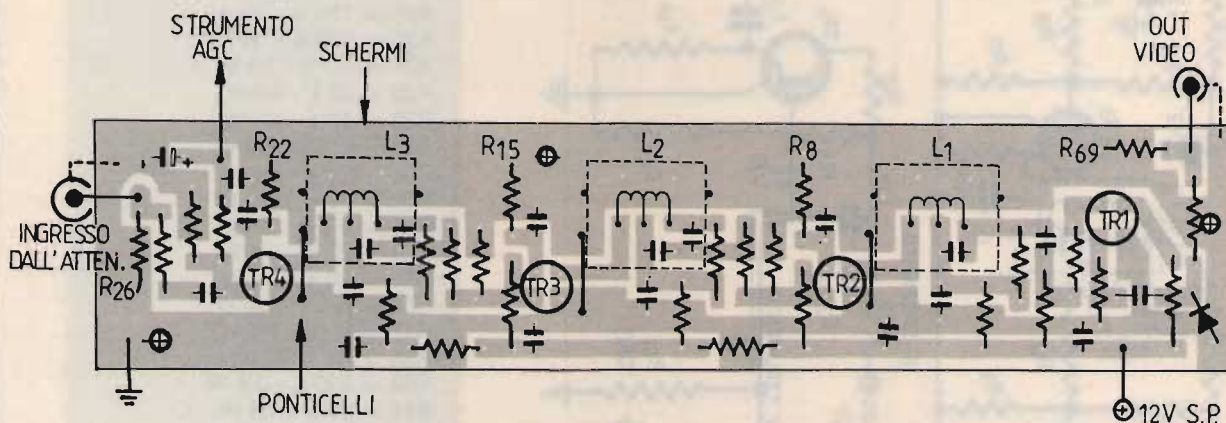 STRUMENTO
AGC
SCHERMI
OUT
VIDEO
R22
L3
R15
L2
R8
L1
R69
TR1
INGRESSO
DALL'ATTEN.
R26
TR4
TR3
TR2
PONTICELLI
12V S.P.